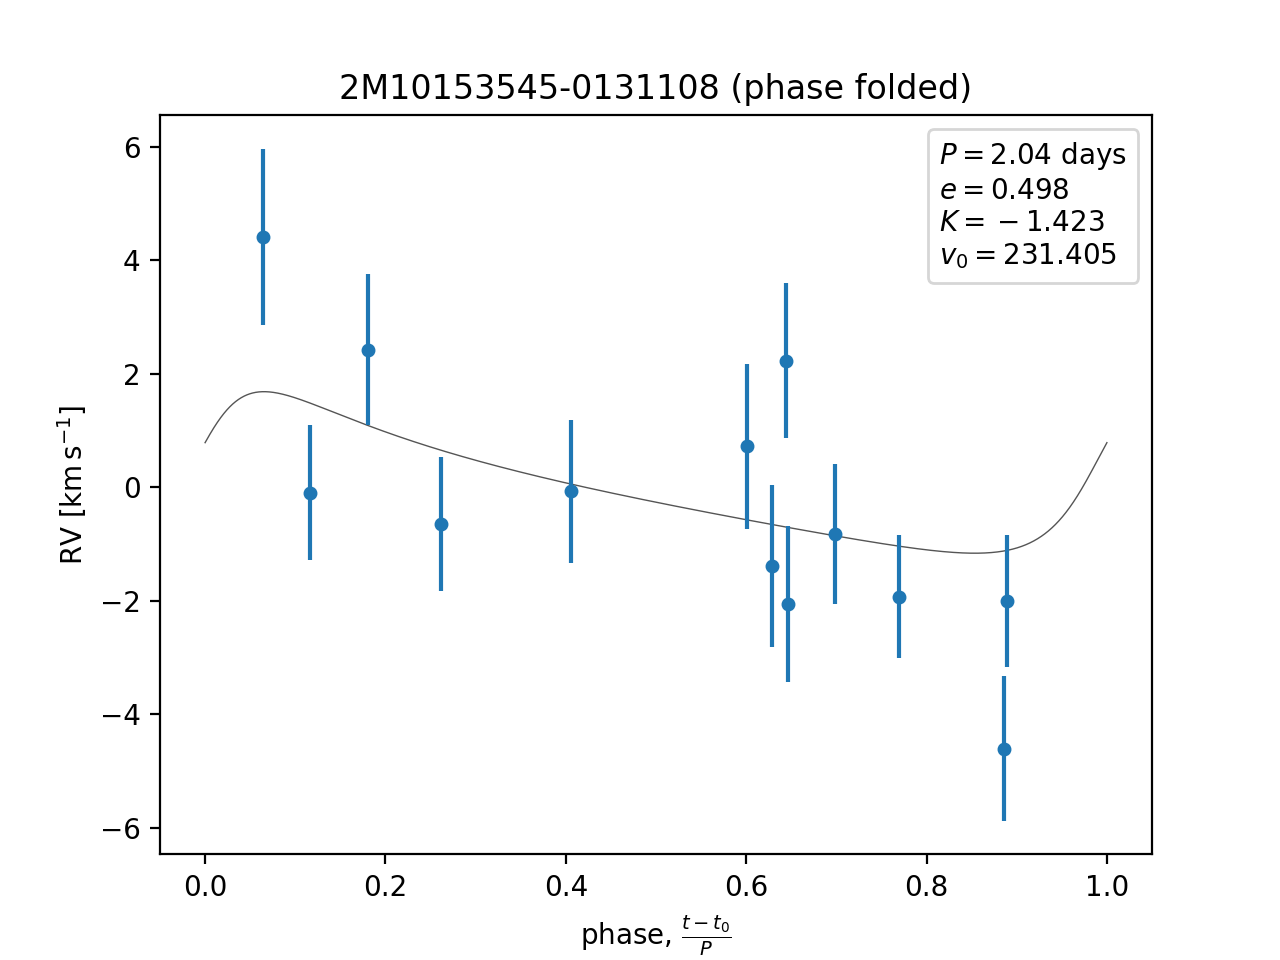 2M10153545-0131108 (phase folded)
P = 2.04 days
e = 0.498
K = −1.423
v₀ = 231.405
RV [km s⁻¹]
6
4
2
0
−2
−4
−6
0.0 0.2 0.4 0.6 0.8 1.0
phase, (t − t₀)/P